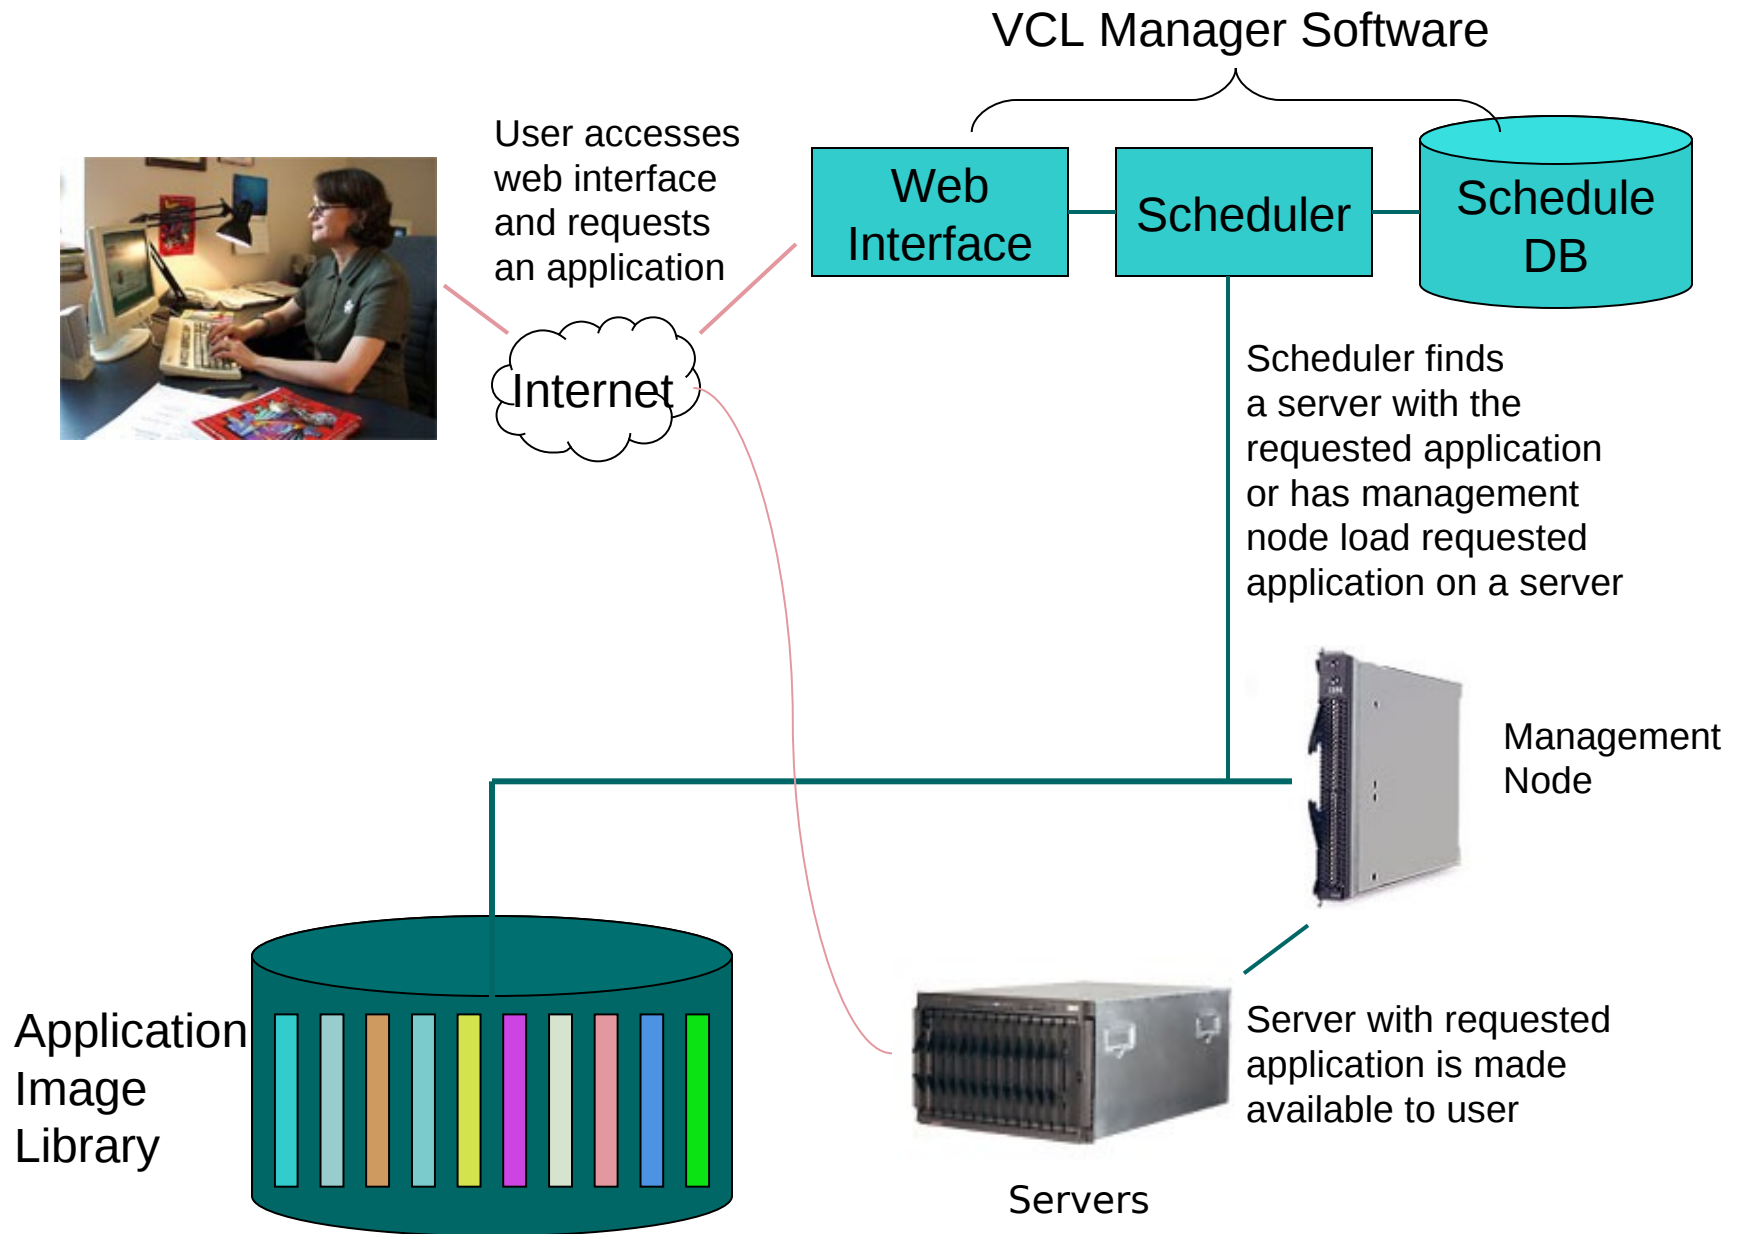 VCL Manager Software
User accesses
web interface
and requests
an application
Web
Interface
Scheduler
Schedule
DB
Internet
Scheduler finds
a server with the
requested application
or has management
node load requested
application on a server
Management
Node
Application
Image
Library
Server with requested
application is made
available to user
Servers